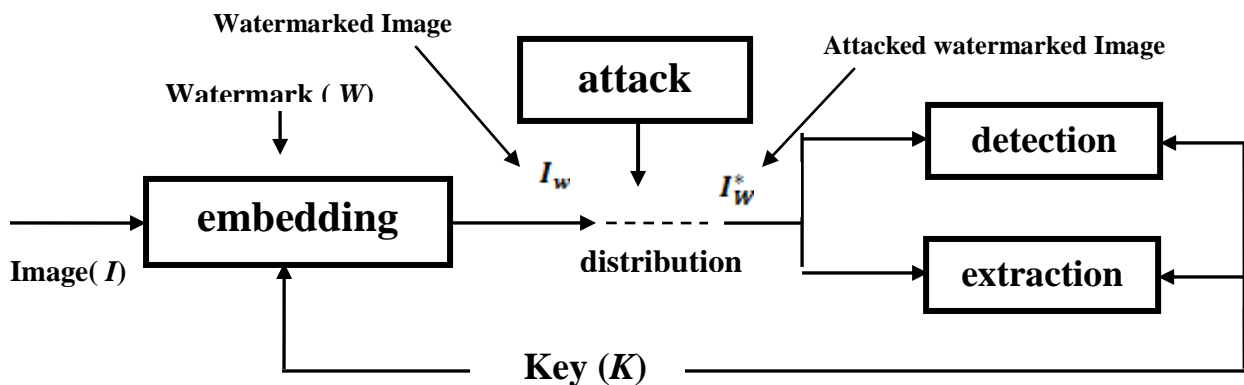 Watermarked Image
Attacked watermarked Image
attack
Watermark ( W)
detection
I_w
I_W^*
embedding
distribution
Image( I)
extraction
Key (K)